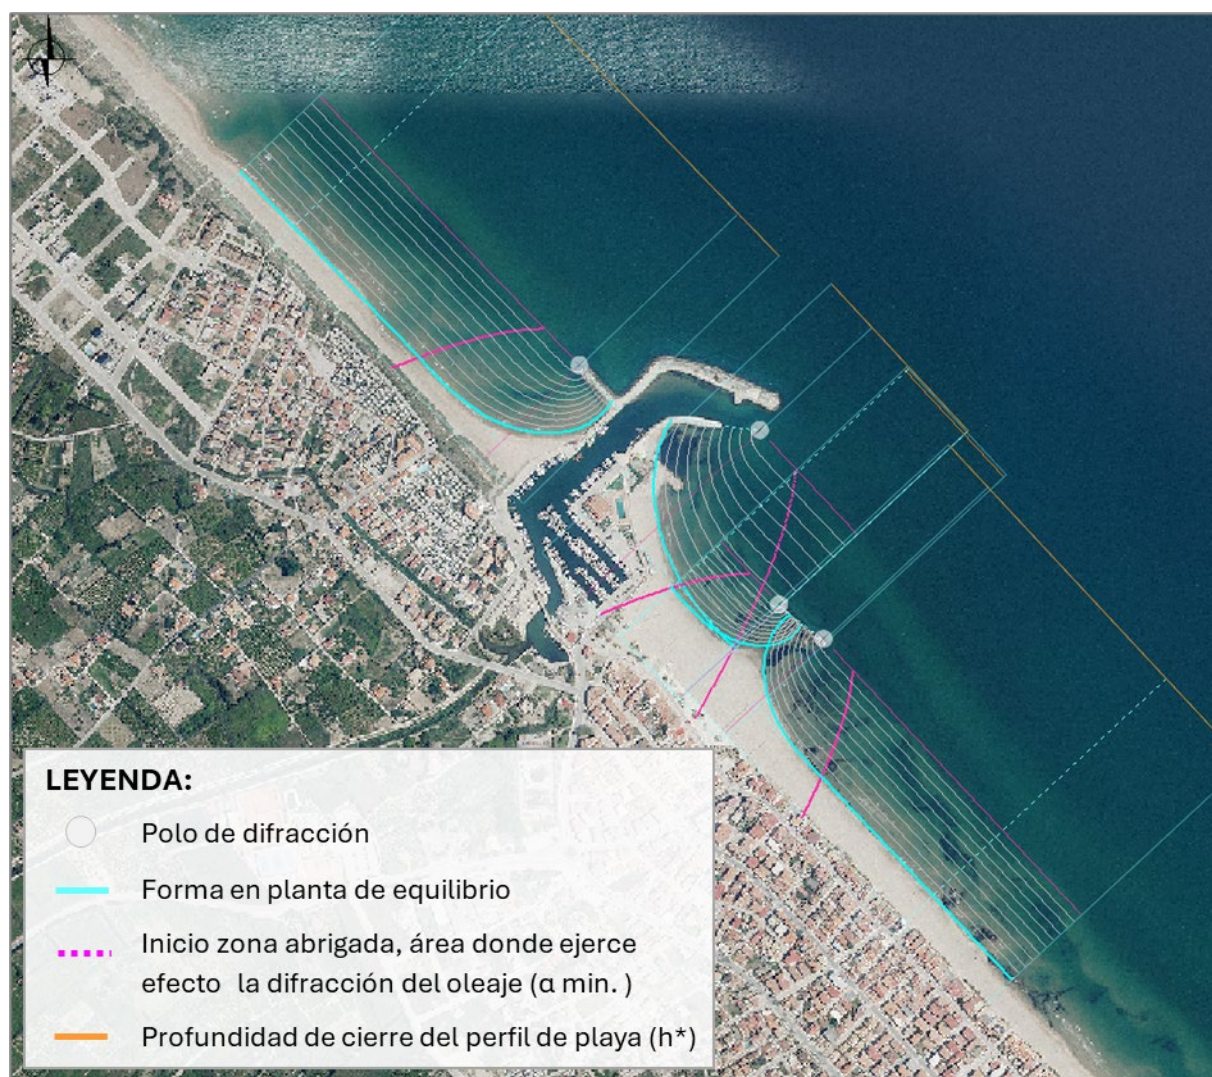 LEYENDA:
Polo de difracción
Forma en planta de equilibrio
Inicio zona abrigada, área donde ejerce
efecto la difracción del oleaje (α min. )
Profundidad de cierre del perfil de playa (h*)